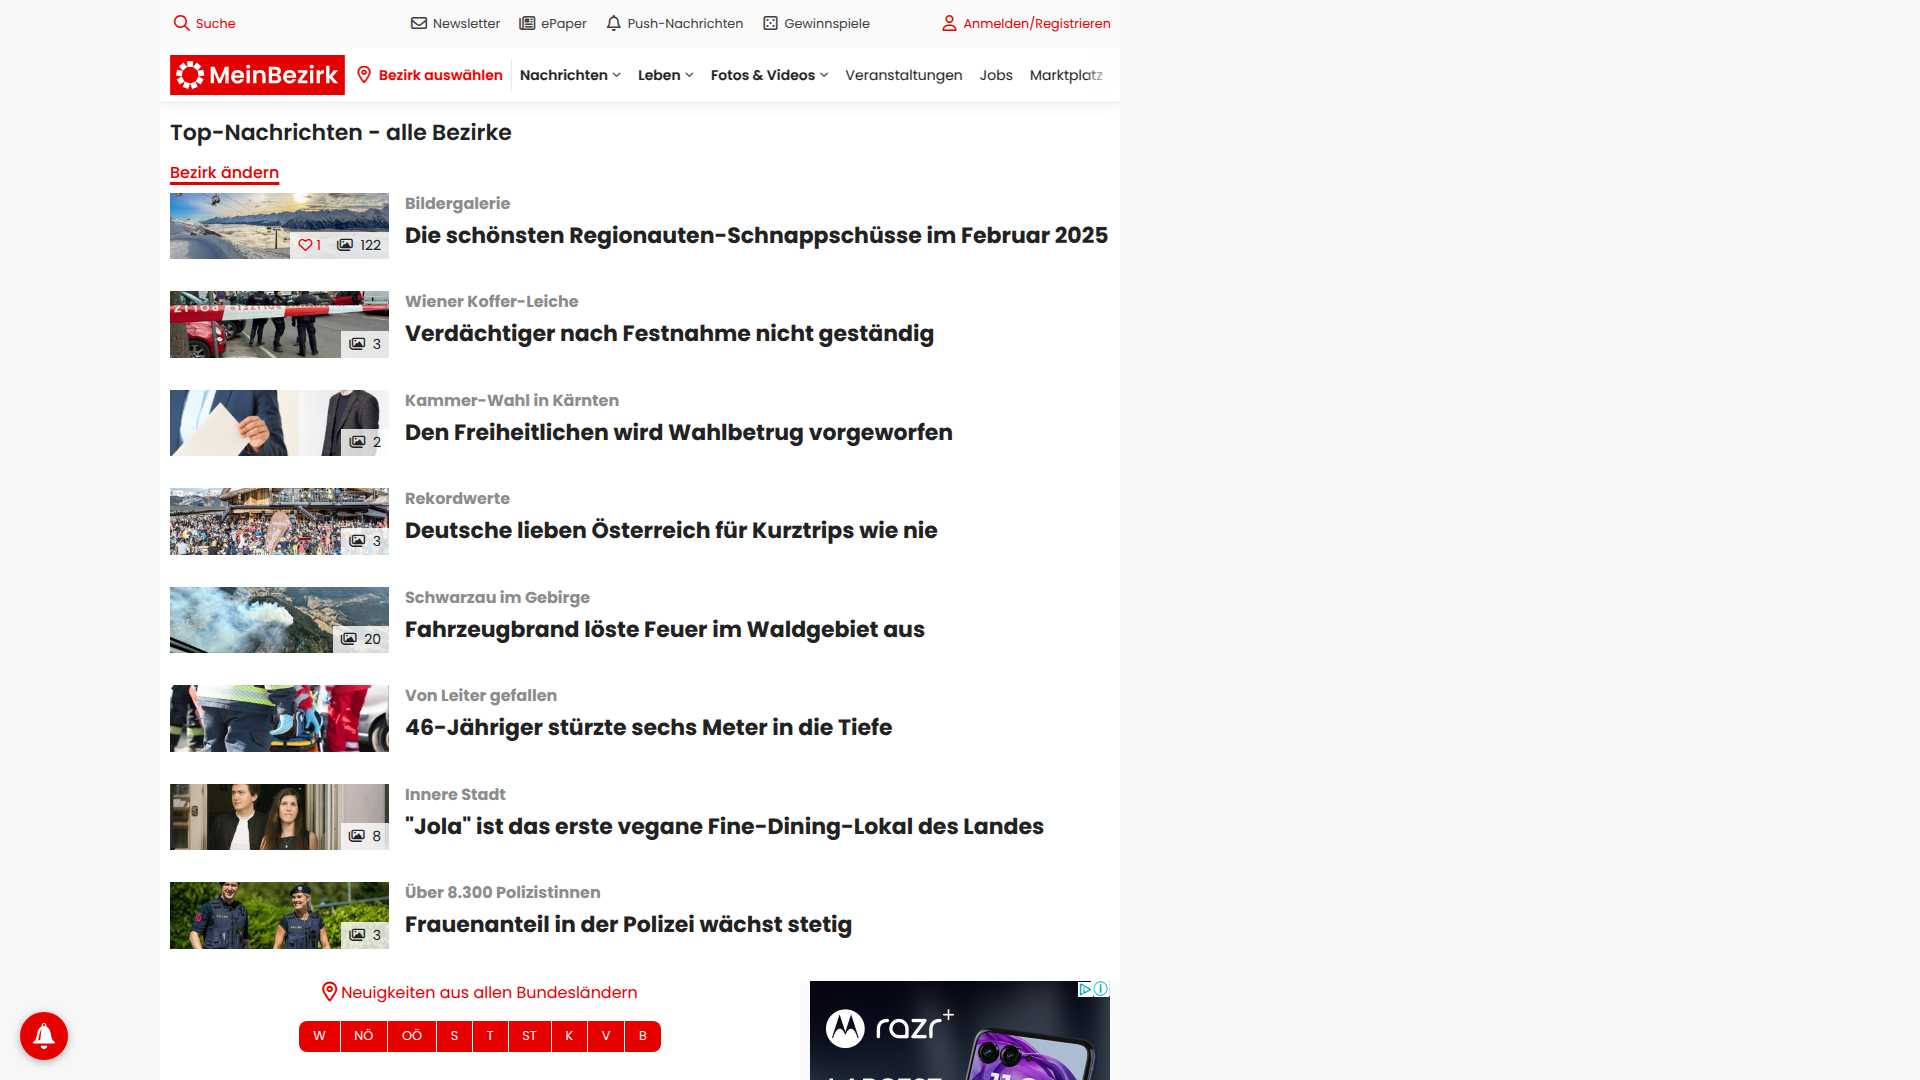 Suche
Newsletter
ePaper
Push-Nachrichten
Gewinnspiele
Anmelden/Registrieren
MeinBezirk
Bezirk auswählen
Nachrichten
Leben
Fotos & Videos
Veranstaltungen
Jobs
Marktplatz
Top-Nachrichten - alle Bezirke
Bezirk ändern
1
122
Bildergalerie
Die schönsten Regionauten-Schnappschüsse im Februar 2025
3
Wiener Koffer-Leiche
Verdächtiger nach Festnahme nicht geständig
2
Kammer-Wahl in Kärnten
Den Freiheitlichen wird Wahlbetrug vorgeworfen
3
Rekordwerte
Deutsche lieben Österreich für Kurztrips wie nie
20
Schwarzau im Gebirge
Fahrzeugbrand löste Feuer im Waldgebiet aus
Von Leiter gefallen
46-Jähriger stürzte sechs Meter in die Tiefe
8
Innere Stadt
"Jola" ist das erste vegane Fine-Dining-Lokal des Landes
3
Über 8.300 Polizistinnen
Frauenanteil in der Polizei wächst stetig
Neuigkeiten aus allen Bundesländern
W NÖ OÖ S T ST K V B
razr+